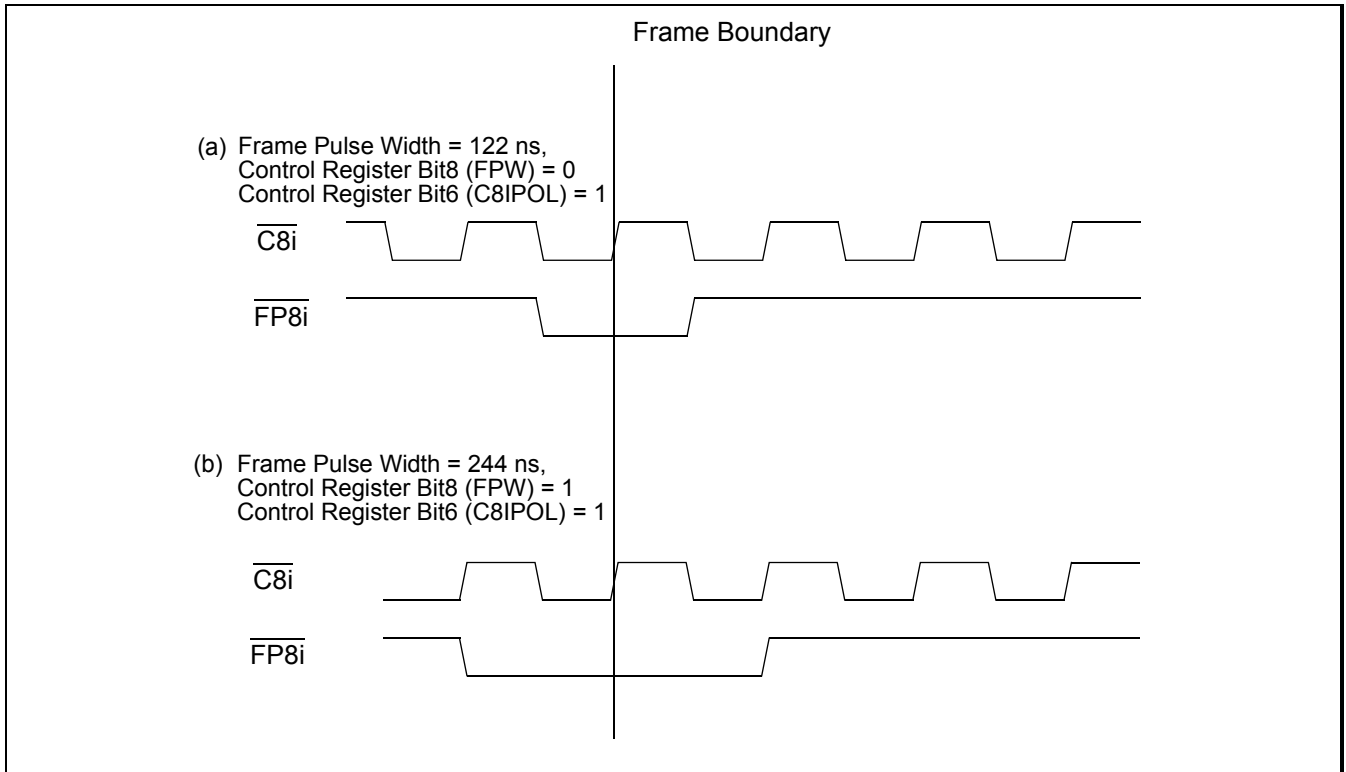 Frame Boundary
(a) Frame Pulse Width = 122 ns,
Control Register Bit8 (FPW) = 0
Control Register Bit6 (C8IPOL) = 1
C8i
FP8i
(b) Frame Pulse Width = 244 ns,
Control Register Bit8 (FPW) = 1
Control Register Bit6 (C8IPOL) = 1
C8i
FP8i